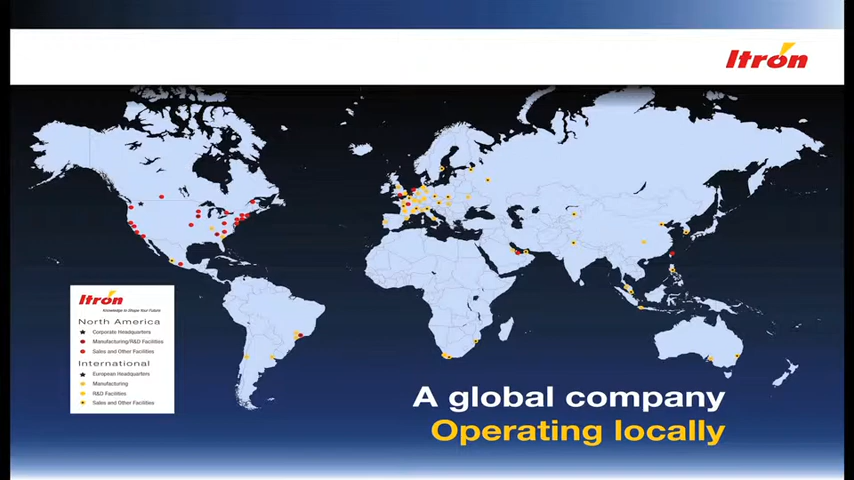 Itron
Itron
Knowledge to Shape Your Future
North America
Corporate Headquarters
Manufacturing/R&D Facilities
Sales and Other Facilities
International
European Headquarters
Manufacturing
R&D Facilities
Sales and Other Facilities
A global company
Operating locally